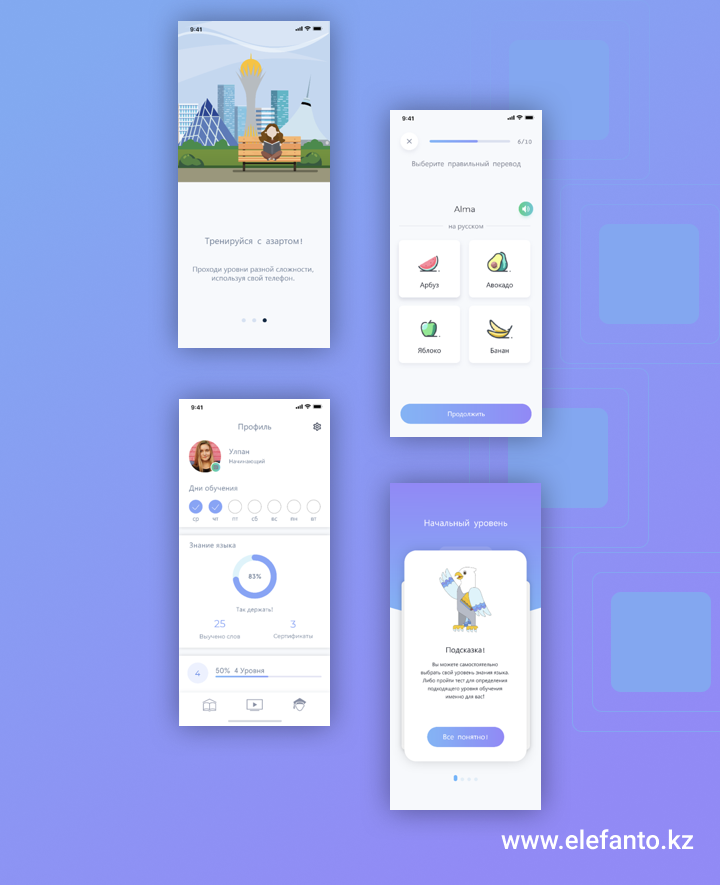 9:41
Тренируйся с азартом!
Проходи уровни разной сложности,
используя свой телефон.
9:41
6/10
Выберите правильный перевод
Alma
на русском
Арбуз
Авокадо
Яблоко
Банан
Продолжить
9:41
Профиль
Улпан
Начинающий
Дни обучения
ср чт пт сб вс пн вт
Знание языка
83%
Так держать!
25
Выучено слов
3
Сертификаты
4
50% 4 Уровня
Начальный уровень
Подсказка!
Вы можете самостоятельно
выбрать свой уровень знания языка.
Либо пройти тест для определения
подходящего уровня обучения
именно для вас?
Все понятно!
www.elefanto.kz